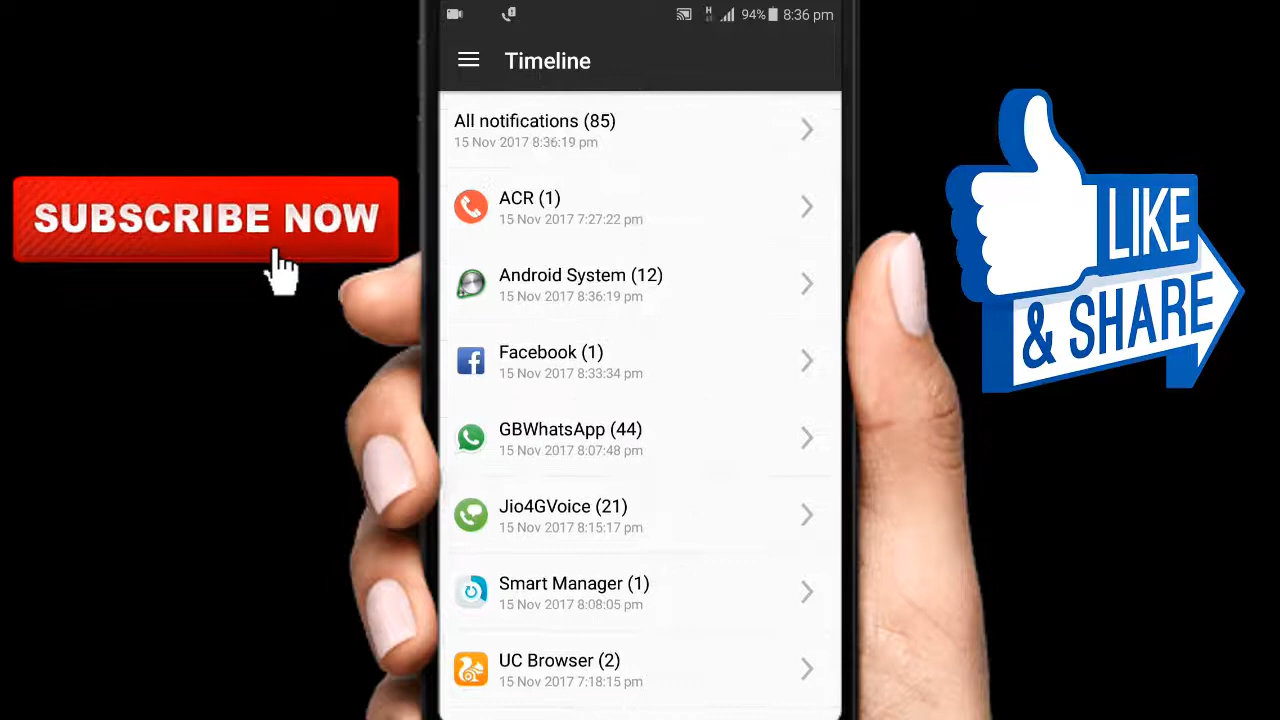 H 94% 8:36 pm
Timeline
All notifications (85)
15 Nov 2017 8:36:19 pm
ACR (1)
15 Nov 2017 7:27:22 pm
Android System (12)
15 Nov 2017 8:36:19 pm
Facebook (1)
15 Nov 2017 8:33:34 pm
GBWhatsApp (44)
15 Nov 2017 8:07:48 pm
Jio4GVoice (21)
15 Nov 2017 8:15:17 pm
Smart Manager (1)
15 Nov 2017 8:08:05 pm
UC Browser (2)
15 Nov 2017 7:18:15 pm
SUBSCRIBE NOW
LIKE
& SHARE